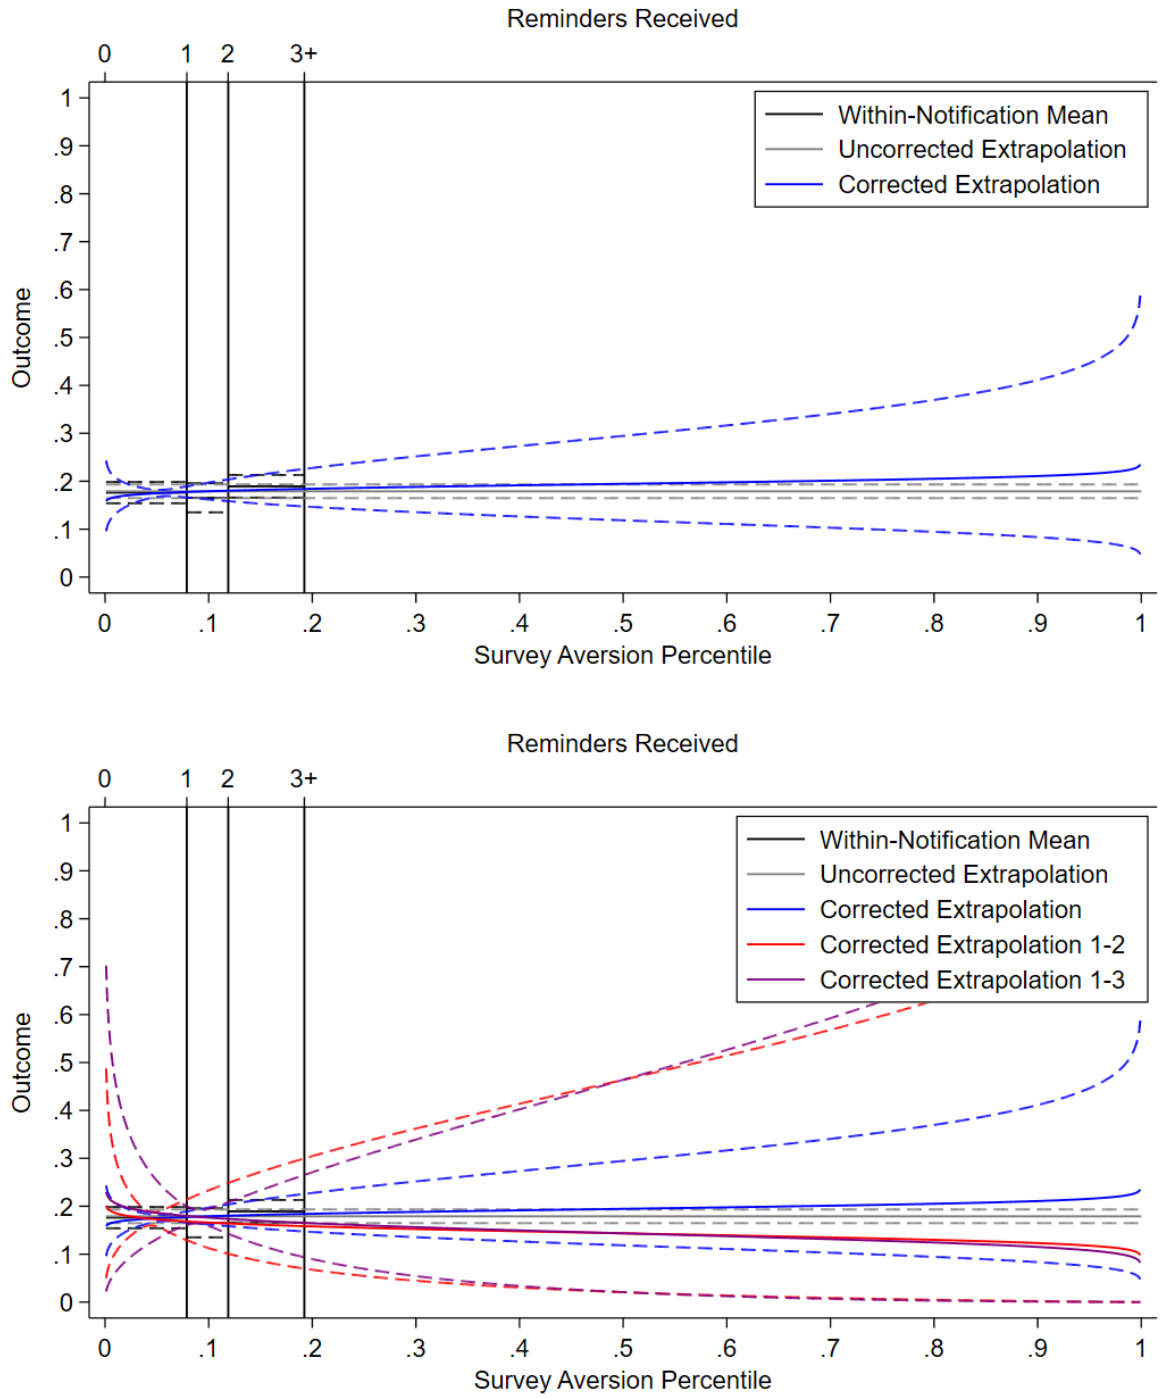 Reminders Received
0 1 2 3+
1
.9
.8
.7
.6
.5
.4
.3
.2
.1
0
Outcome
Within-Notification Mean
Uncorrected Extrapolation
Corrected Extrapolation
0 .1 .2 .3 .4 .5 .6 .7 .8 .9 1
Survey Aversion Percentile
Reminders Received
0 1 2 3+
1
.9
.8
.7
.6
.5
.4
.3
.2
.1
0
Outcome
Within-Notification Mean
Uncorrected Extrapolation
Corrected Extrapolation
Corrected Extrapolation 1-2
Corrected Extrapolation 1-3
0 .1 .2 .3 .4 .5 .6 .7 .8 .9 1
Survey Aversion Percentile